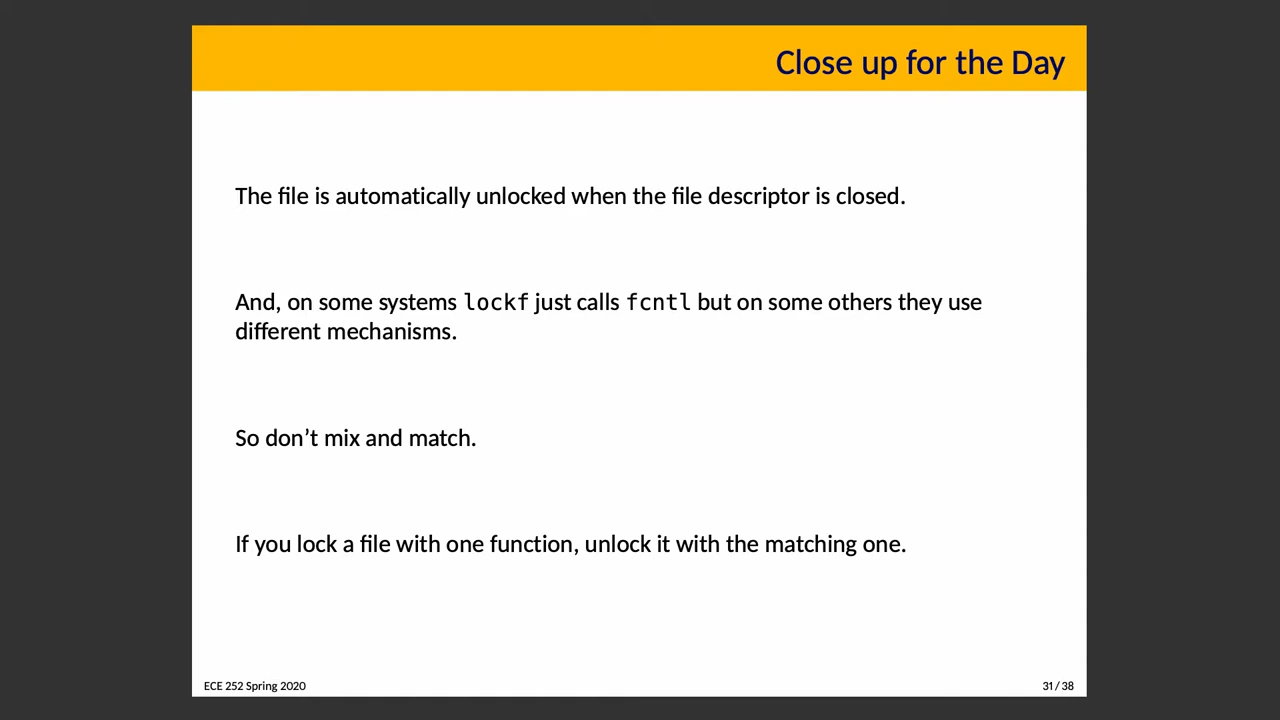 Close up for the Day
The file is automatically unlocked when the file descriptor is closed.
And, on some systems lockf just calls fcntl but on some others they use
different mechanisms.
So don’t mix and match.
If you lock a file with one function, unlock it with the matching one.
ECE 252 Spring 2020
31 / 38